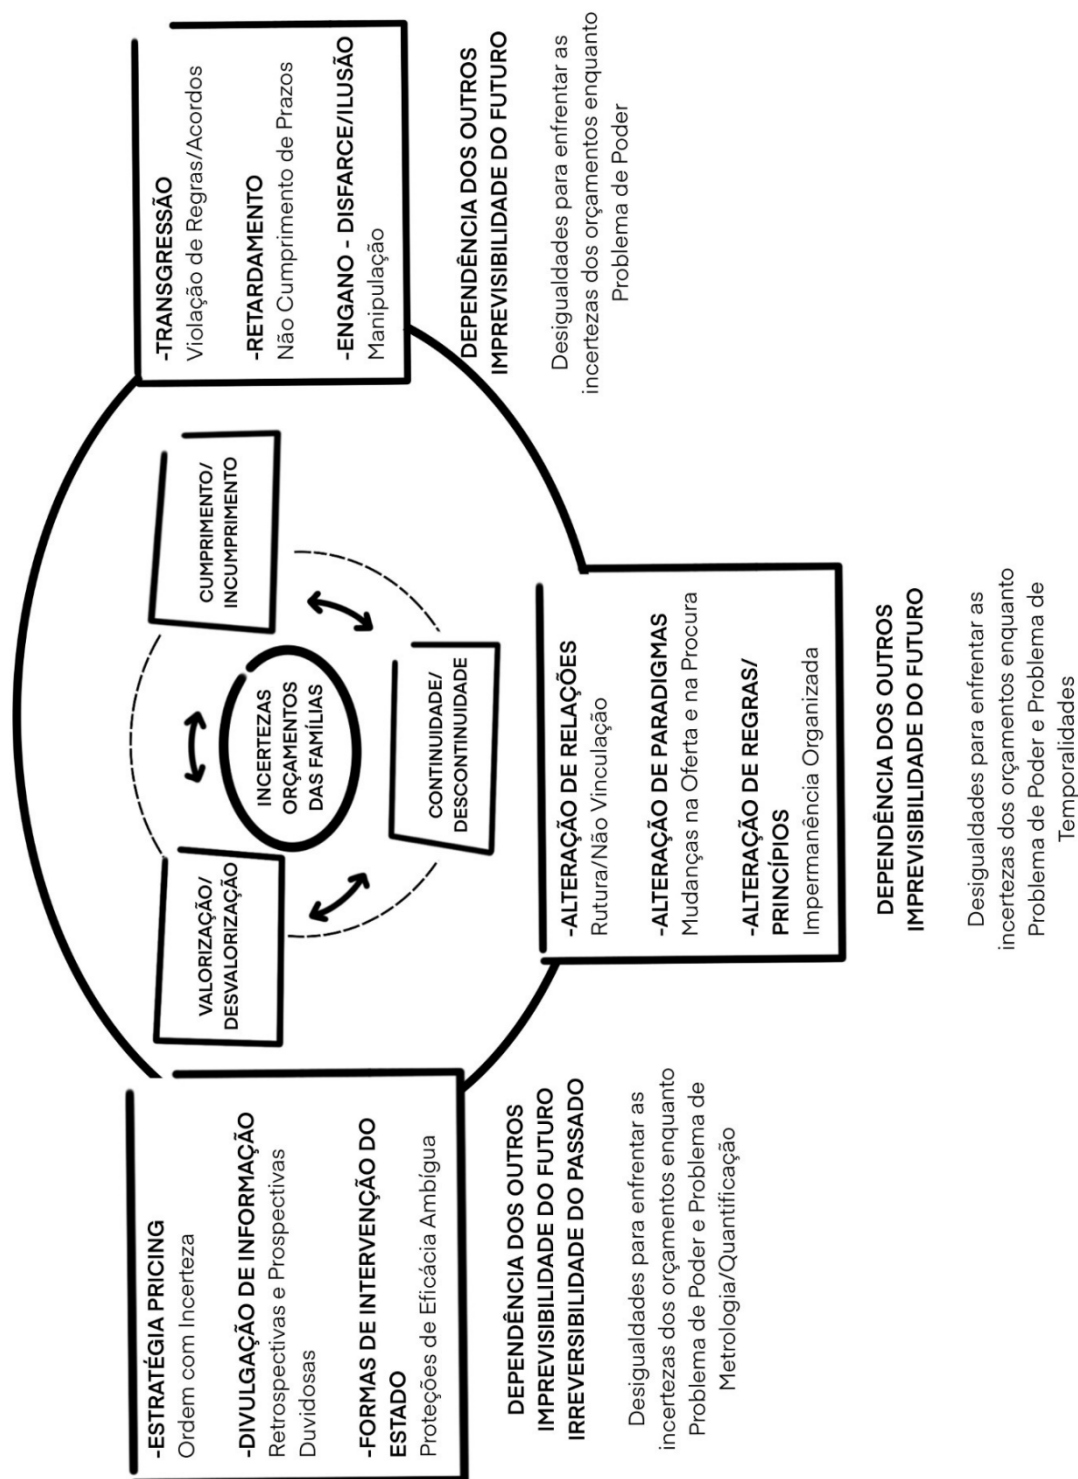 -ESTRATÉGIA PRICING
Ordem com Incerteza
-DIVULGAÇÃO DE INFORMAÇÃO
Retrospectivas e Prospectivas
Duvidosas
-FORMAS DE INTERVENÇÃO DO
ESTADO
Proteções de Eficácia Ambígua
DEPENDÊNCIA DOS OUTROS
IMPREVISIBILIDADE DO FUTURO
IRREVERSIBILIDADE DO PASSADO
Desigualdades para enfrentar as
incertezas dos orçamentos enquanto
Problema de Poder e Problema de
Metrologia/Quantificação
VALORIZAÇÃO/
DESVALORIZAÇÃO
INCERTEZAS
ORÇAMENTOS
DAS FAMÍLIAS
CUMPRIMENTO/
INCUMPRIMENTO
CONTINUIDADE/
DESCONTINUIDADE
-ALTERAÇÃO DE RELAÇÕES
Rutura/Não Vinculação
-ALTERAÇÃO DE PARADIGMAS
Mudanças na Oferta e na Procura
-ALTERAÇÃO DE REGRAS/
PRINCÍPIOS
Impermanência Organizada
DEPENDÊNCIA DOS OUTROS
IMPREVISIBILIDADE DO FUTURO
Desigualdades para enfrentar as
incertezas dos orçamentos enquanto
Problema de Poder e Problema de
Temporalidades
-TRANSGRESSÃO
Violação de Regras/Acordos
-RETARDAMENTO
Não Cumprimento de Prazos
-ENGANO - DISFARCE/ILUSÃO
Manipulação
DEPENDÊNCIA DOS OUTROS
IMPREVISIBILIDADE DO FUTURO
Desigualdades para enfrentar as
incertezas dos orçamentos enquanto
Problema de Poder